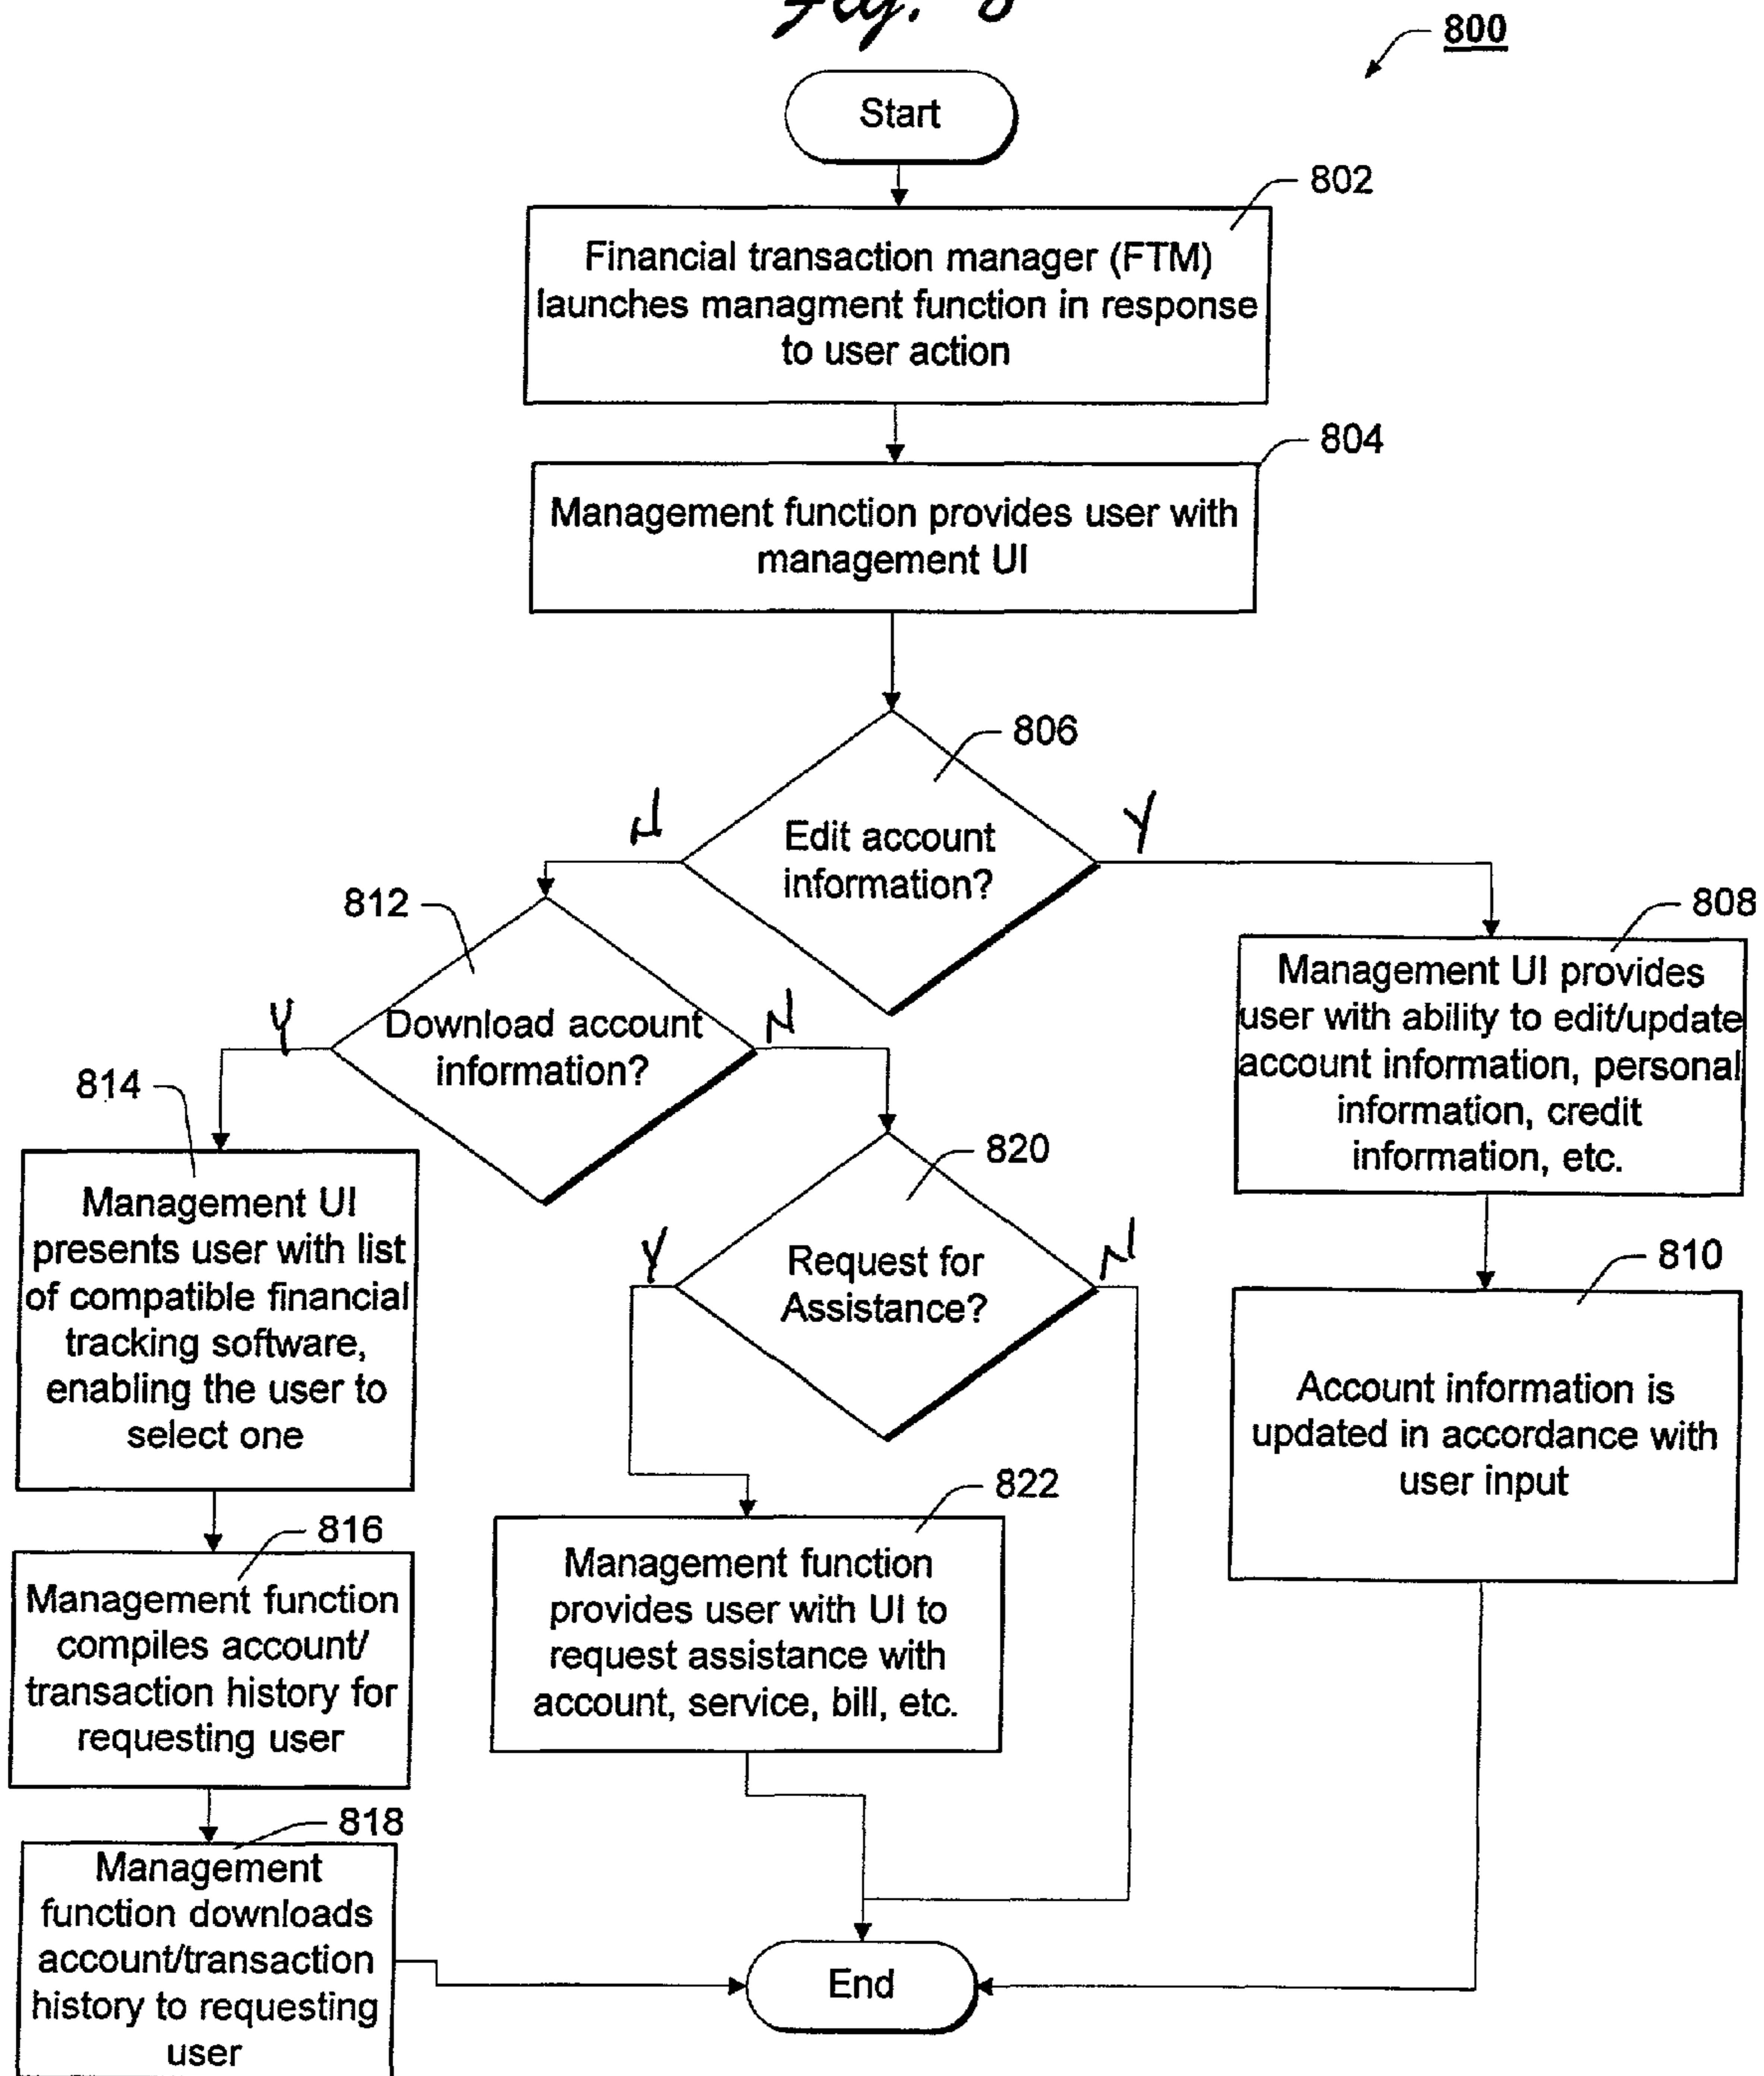 Fig. 8
800
Start
802
Financial transaction manager (FTM)
launches managment function in response
to user action
804
Management function provides user with
management UI
806
Edit account
information?
N
Y
812
Download account
information?
Y
N
808
Management UI provides
user with ability to edit/update
account information, personal
information, credit
information, etc.
814
Management UI
presents user with list
of compatible financial
tracking software,
enabling the user to
select one
820
Request for
Assistance?
Y
N
810
Account information is
updated in accordance with
user input
816
Management function
compiles account/
transaction history for
requesting user
822
Management function
provides user with UI to
request assistance with
account, service, bill, etc.
818
Management
function downloads
account/transaction
history to requesting
user
End